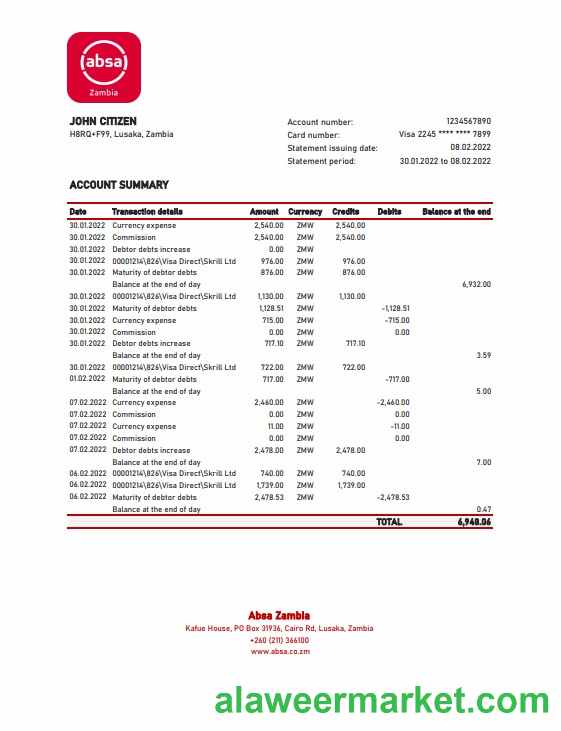 (absa)
Zambia
JOHN CITIZEN
H8RQ+F99, Lusaka, Zambia
Account number: 1234567890
Card number: Visa 2245 **** **** 7899
Statement issuing date: 08.02.2022
Statement period: 30.01.2022 to 08.02.2022
ACCOUNT SUMMARY
Date Transaction details Amount Currency Credits Debits Balance at the end
30.01.2022 Currency expense 2,540.00 ZMW 2,540.00
30.01.2022 Commission 2,540.00 ZMW 2,540.00
30.01.2022 Debtor debts increase 0.00 ZMW
30.01.2022 00001214\826\Visa Direct\Skrill Ltd 976.00 ZMW 976.00
30.01.2022 Maturity of debtor debts 876.00 ZMW 876.00
Balance at the end of day 6,932.00
30.01.2022 00001214\826\Visa Direct\Skrill Ltd 1,130.00 ZMW 1,130.00
30.01.2022 Maturity of debtor debts 1,128.51 ZMW -1,128.51
30.01.2022 Currency expense 715.00 ZMW -715.00
30.01.2022 Commission 0.00 ZMW 0.00
30.01.2022 Debtor debts increase 717.10 ZMW 717.10
Balance at the end of day 3.59
30.01.2022 00001214\826\Visa Direct\Skrill Ltd 722.00 ZMW 722.00
01.02.2022 Maturity of debtor debts 717.00 ZMW -717.00
Balance at the end of day 5.00
07.02.2022 Currency expense 2,460.00 ZMW -2,460.00
07.02.2022 Commission 0.00 ZMW 0.00
07.02.2022 Currency expense 11.00 ZMW -11.00
07.02.2022 Commission 0.00 ZMW 0.00
07.02.2022 Debtor debts increase 2,478.00 ZMW 2,478.00
Balance at the end of day 7.00
06.02.2022 00001214\826\Visa Direct\Skrill Ltd 740.00 ZMW 740.00
06.02.2022 00001214\826\Visa Direct\Skrill Ltd 1,739.00 ZMW 1,739.00
06.02.2022 Maturity of debtor debts 2,478.53 ZMW -2,478.53
Balance at the end of day 0.47
TOTAL 6,948.06
Absa Zambia
Kafue House, PO Box 31936, Cairo Rd, Lusaka, Zambia
+260 (211) 366100
www.absa.co.zm
alaweermarket.com